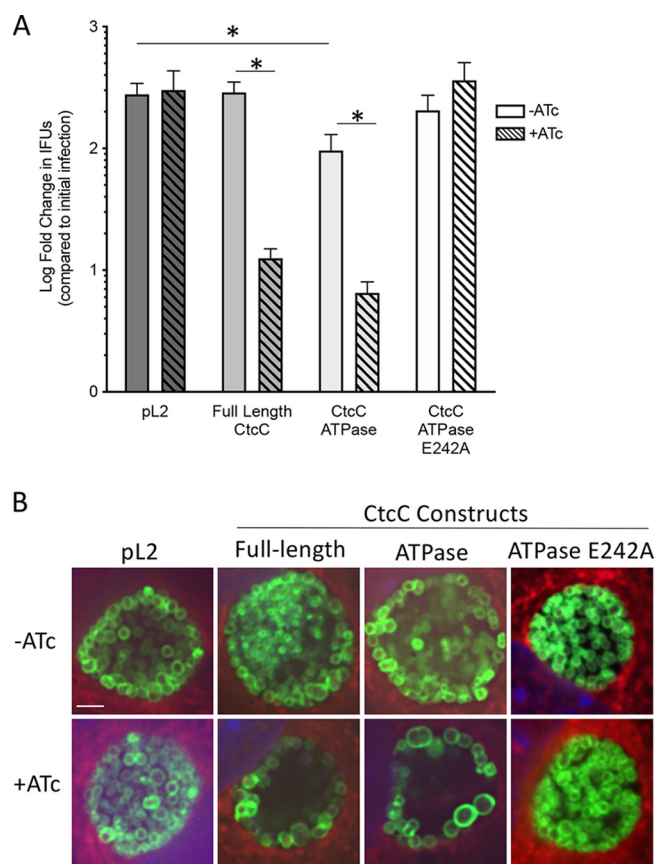 A
Log Fold Change in IFUs
(compared to initial infection)
3
2
1
0
*
*
*
-ATc
+ATc
pL2
Full Length
CtcC
CtcC
ATPase
CtcC
ATPase
E242A
B
CtcC Constructs
pL2
Full-length
ATPase
ATPase E242A
-ATc
+ATc